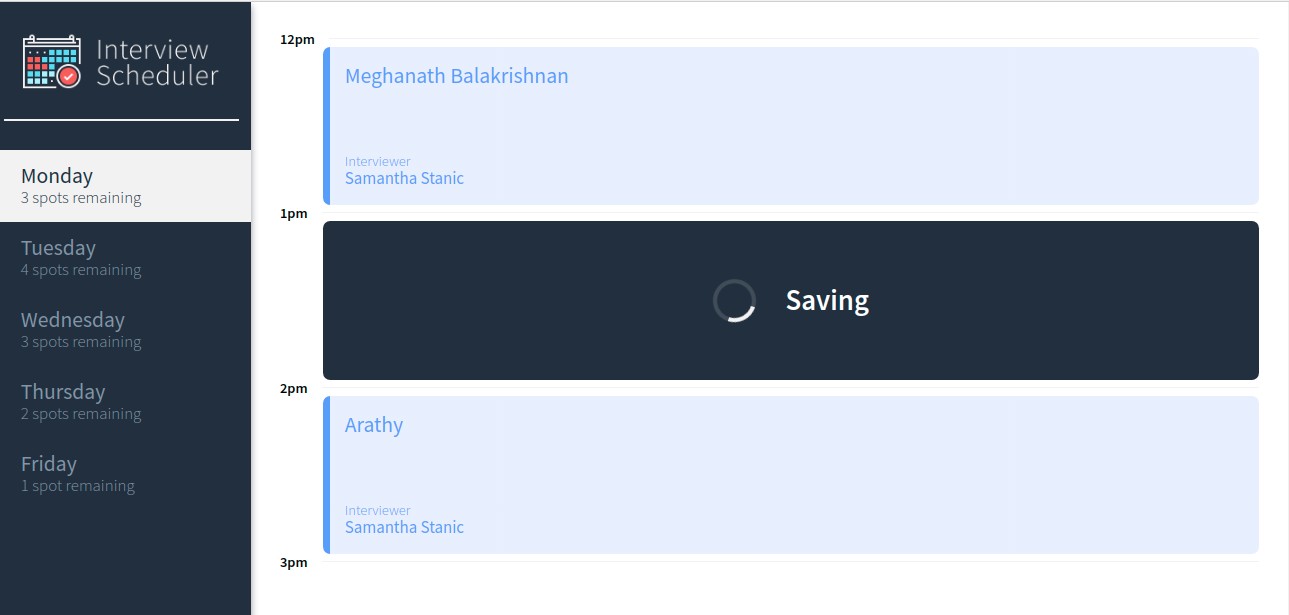 Interview
Scheduler
Monday
3 spots remaining
Tuesday
4 spots remaining
Wednesday
3 spots remaining
Thursday
2 spots remaining
Friday
1 spot remaining
12pm
Meghanath Balakrishnan
Interviewer
Samantha Stanic
1pm
Saving
2pm
Arathy
Interviewer
Samantha Stanic
3pm